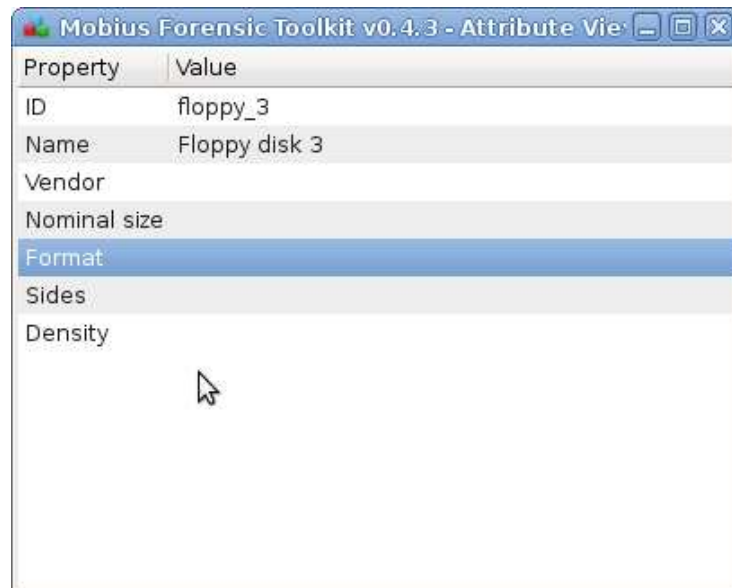 Mobius Forensic Toolkit v0.4.3 - Attribute Vie
Property Value
ID floppy_3
Name Floppy disk 3
Vendor
Nominal size
Format
Sides
Density